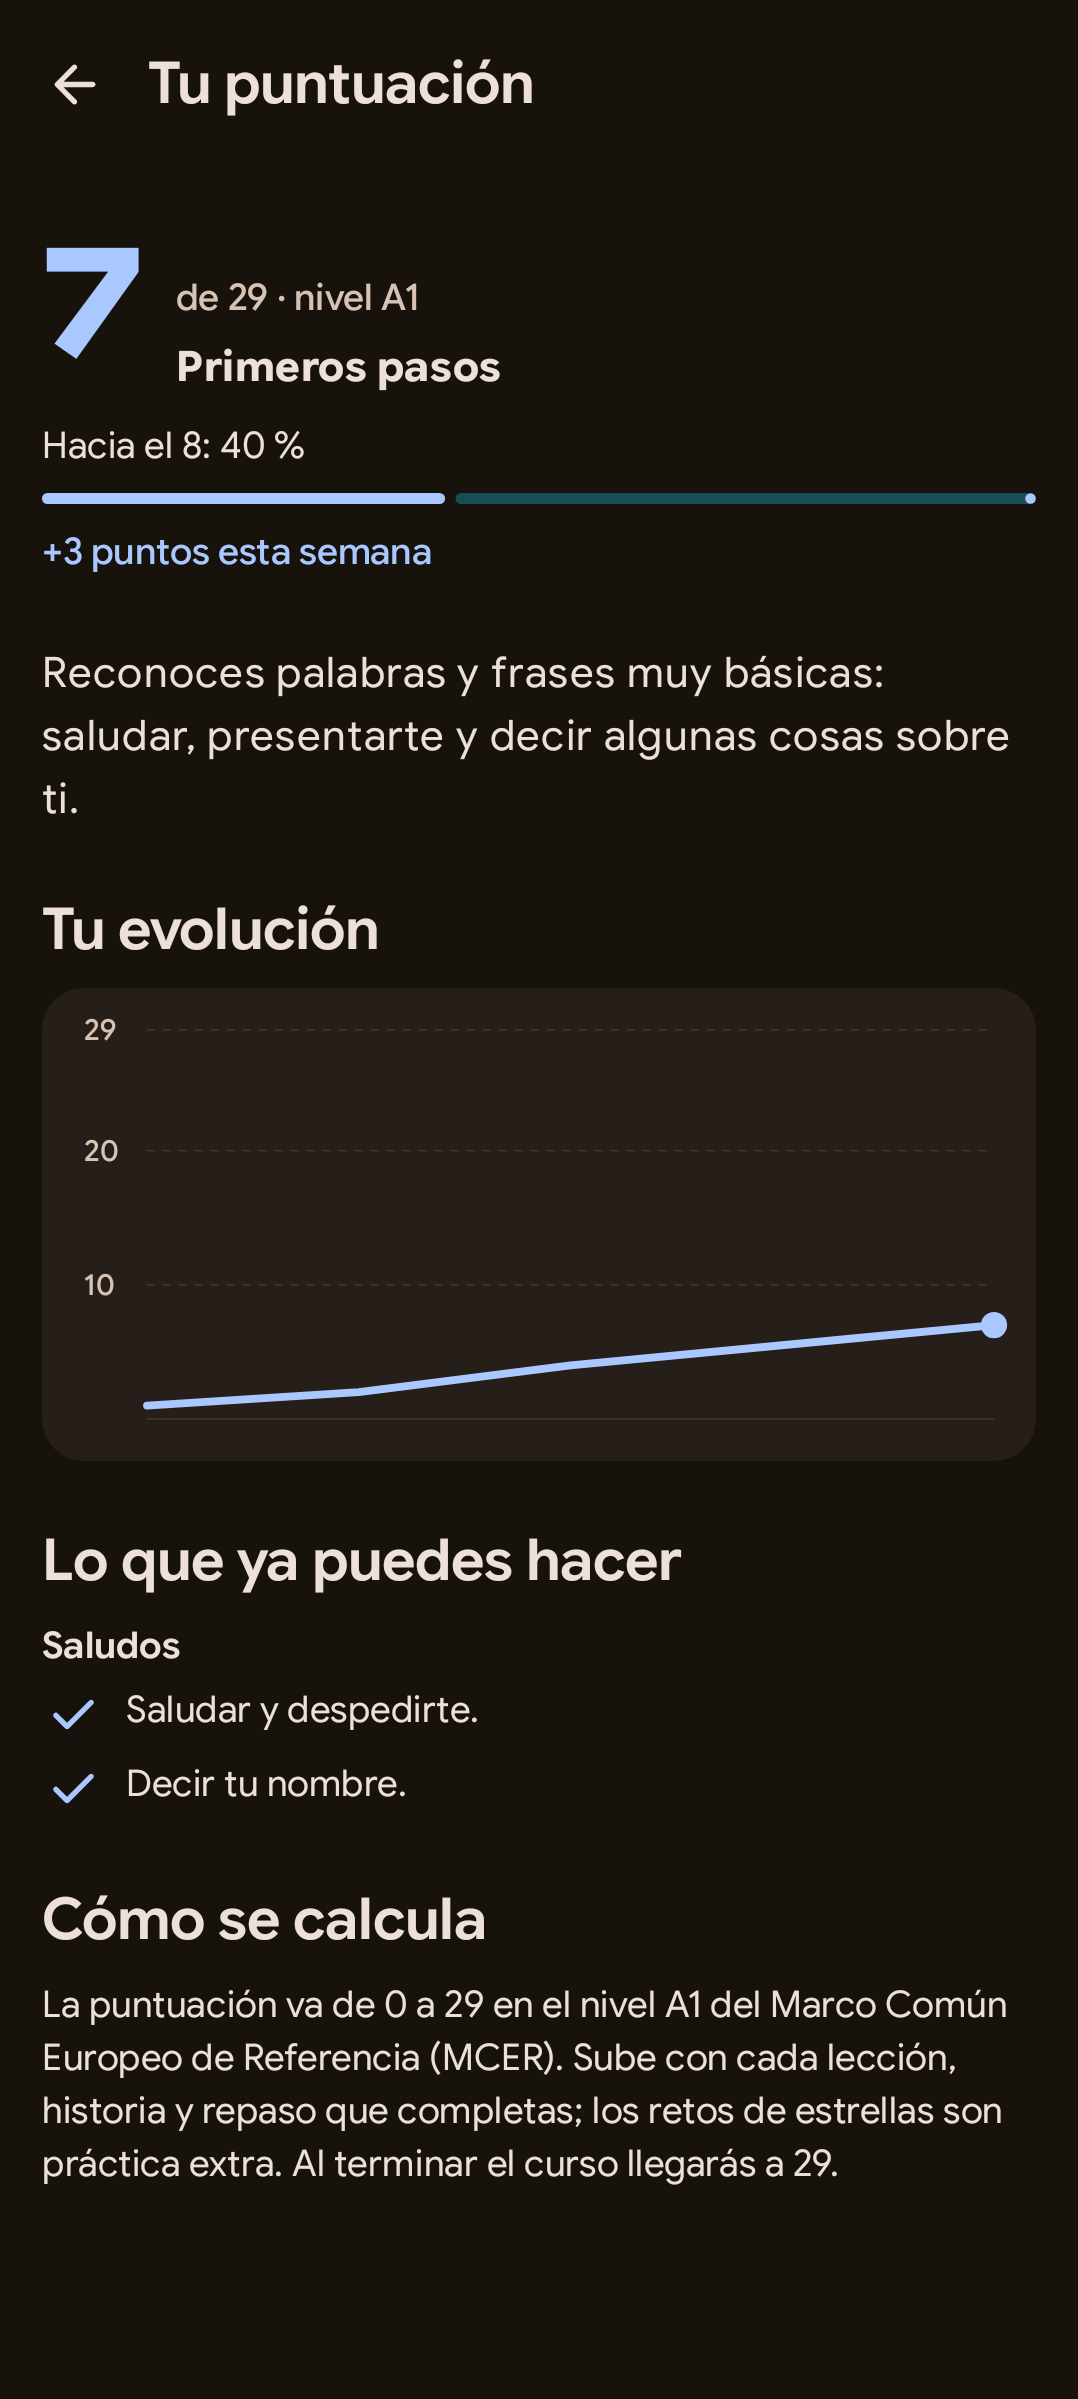 Tu puntuación
7
de 29 · nivel A1
Primeros pasos
Hacia el 8: 40 %
+3 puntos esta semana
Reconoces palabras y frases muy básicas:
saludar, presentarte y decir algunas cosas sobre
ti.
Tu evolución
29
20
10
Lo que ya puedes hacer
Saludos
Saludar y despedirte.
Decir tu nombre.
Cómo se calcula
La puntuación va de 0 a 29 en el nivel A1 del Marco Común
Europeo de Referencia (MCER). Sube con cada lección,
historia y repaso que completas; los retos de estrellas son
práctica extra. Al terminar el curso llegarás a 29.